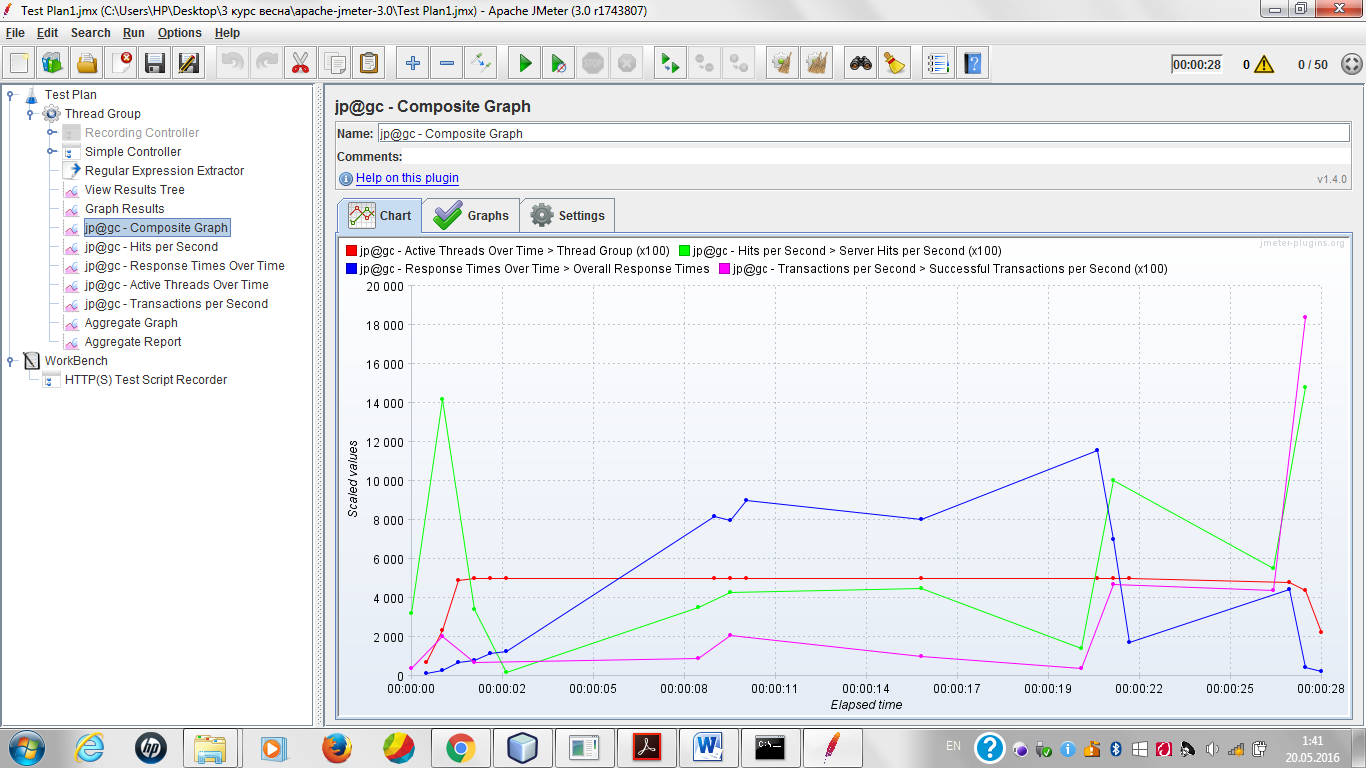 Test Plan1.jmx (C:\Users\HP\Desktop\3 курс весна\apache-jmeter-3.0\Test Plan1.jmx) - Apache JMeter (3.0 r1743807)
File Edit Search Run Options Help
STOP
00:00:28 0 0 / 50
Test Plan
Thread Group
Recording Controller
Simple Controller
Regular Expression Extractor
View Results Tree
Graph Results
jp@gc - Composite Graph
jp@gc - Hits per Second
jp@gc - Response Times Over Time
jp@gc - Active Threads Over Time
jp@gc - Transactions per Second
Aggregate Graph
Aggregate Report
WorkBench
HTTP(S) Test Script Recorder
jp@gc - Composite Graph
Name: jp@gc - Composite Graph
Comments:
Help on this plugin v1.4.0
Chart Graphs Settings
jmeter-plugins.org
jp@gc - Active Threads Over Time > Thread Group (x100) jp@gc - Hits per Second > Server Hits per Second (x100)
jp@gc - Response Times Over Time > Overall Response Times jp@gc - Transactions per Second > Successful Transactions per Second (x100)
20 000
18 000
16 000
14 000
12 000
10 000
8 000
6 000
4 000
2 000
0
Scaled values
00:00:00 00:00:02 00:00:05 00:00:08 00:00:11 00:00:14 00:00:17 00:00:19 00:00:22 00:00:25 00:00:28
Elapsed time
EN
1:41
20.05.2016